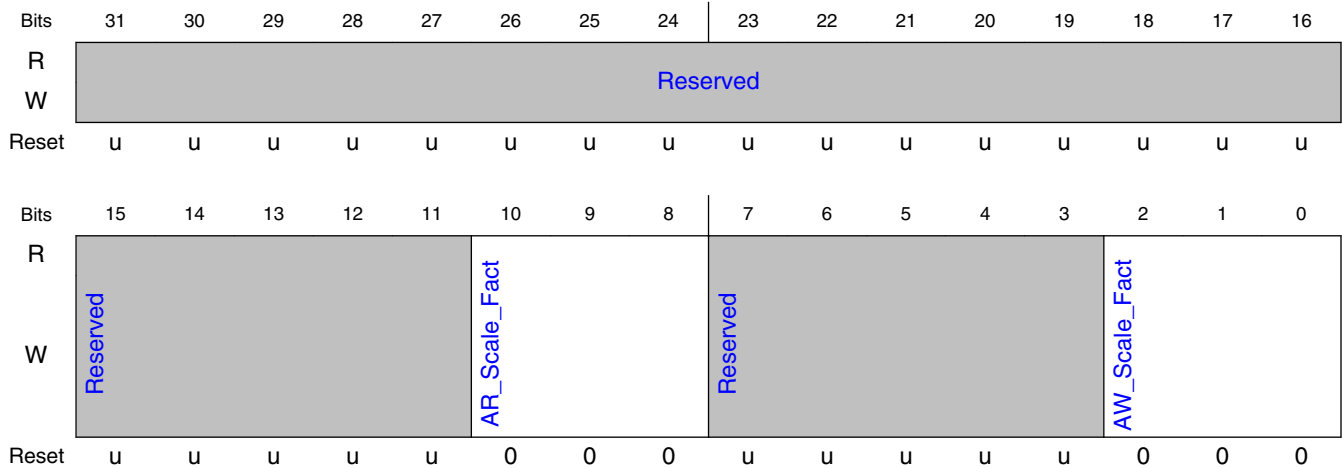 Bits 31 30 29 28 27 26 25 24 23 22 21 20 19 18 17 16
R
Reserved
W
Reset u u u u u u u u u u u u u u u u
Bits 15 14 13 12 11 10 9 8 7 6 5 4 3 2 1 0
R
Reserved AR_Scale_Fact Reserved AW_Scale_Fact
W
Reset u u u u u 0 0 0 u u u u u 0 0 0